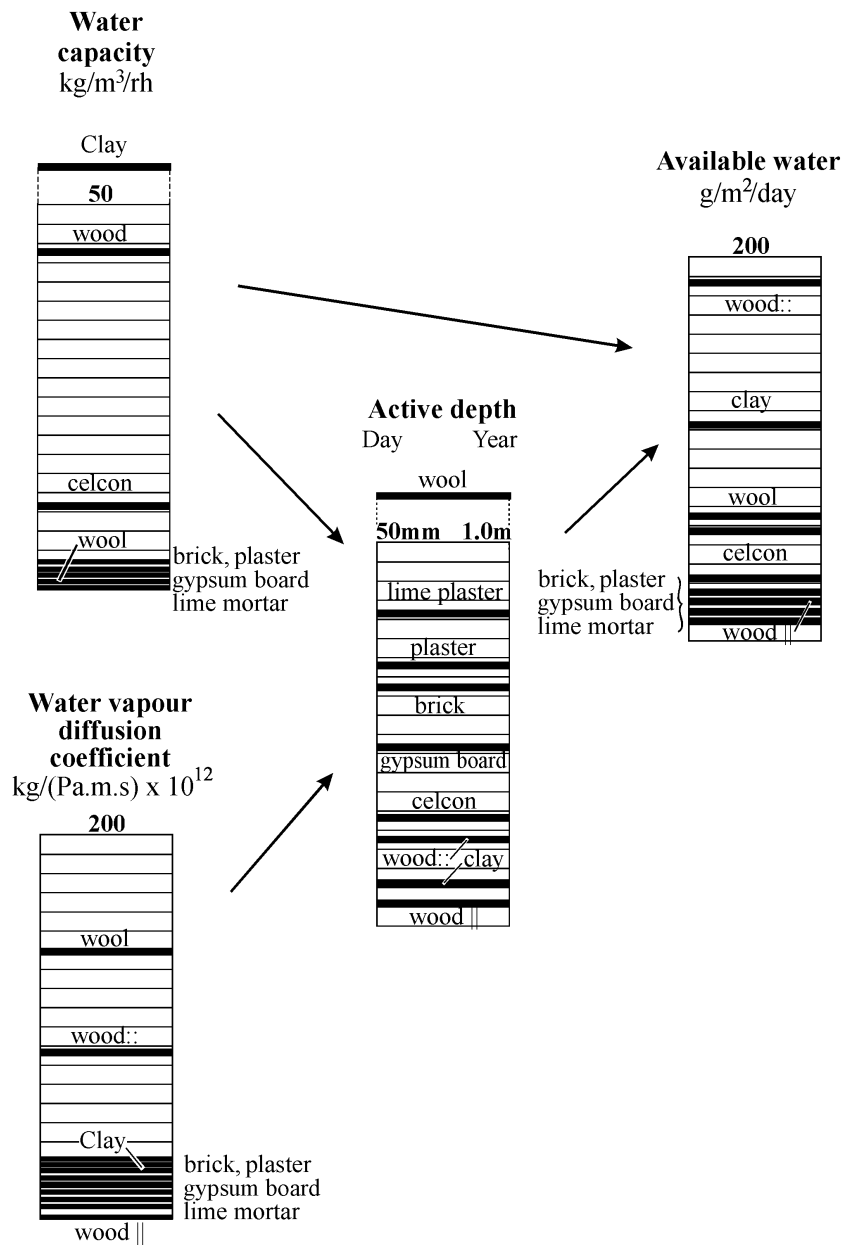 Water
capacity
kg/m³/rh
Clay
50
wood
celcon
wool
brick, plaster
gypsum board
lime mortar
Water vapour
diffusion
coefficient
kg/(Pa.m.s) x 10¹²
200
wool
wood::
Clay
brick, plaster
gypsum board
lime mortar
wood ||
Active depth
Day Year
wool
50mm 1.0m
lime plaster
plaster
brick
gypsum board
celcon
wood:: clay
wood ||
Available water
g/m²/day
200
wood::
clay
wool
celcon
brick, plaster
gypsum board
lime mortar
wood ||